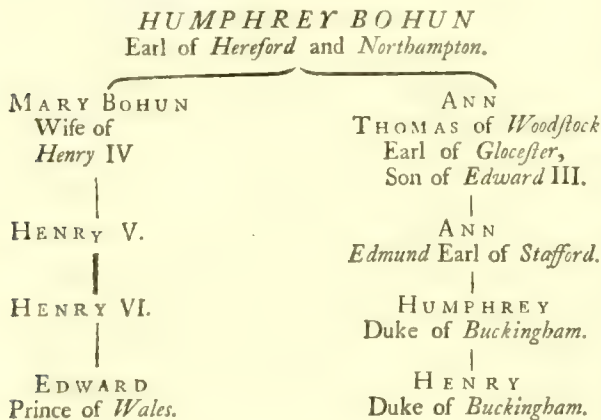 HUMPHREY BOHUN
Earl of Hereford and Northampton.
MARY BOHUN
Wife of
Henry IV
HENRY V.
HENRY VI.
EDWARD
Prince of Wales.
ANN
THOMAS of Woodſtock
Earl of Gloceſter,
Son of Edward III.
ANN
Edmund Earl of Stafford.
HUMPHREY
Duke of Buckingham.
HENRY
Duke of Buckingham.